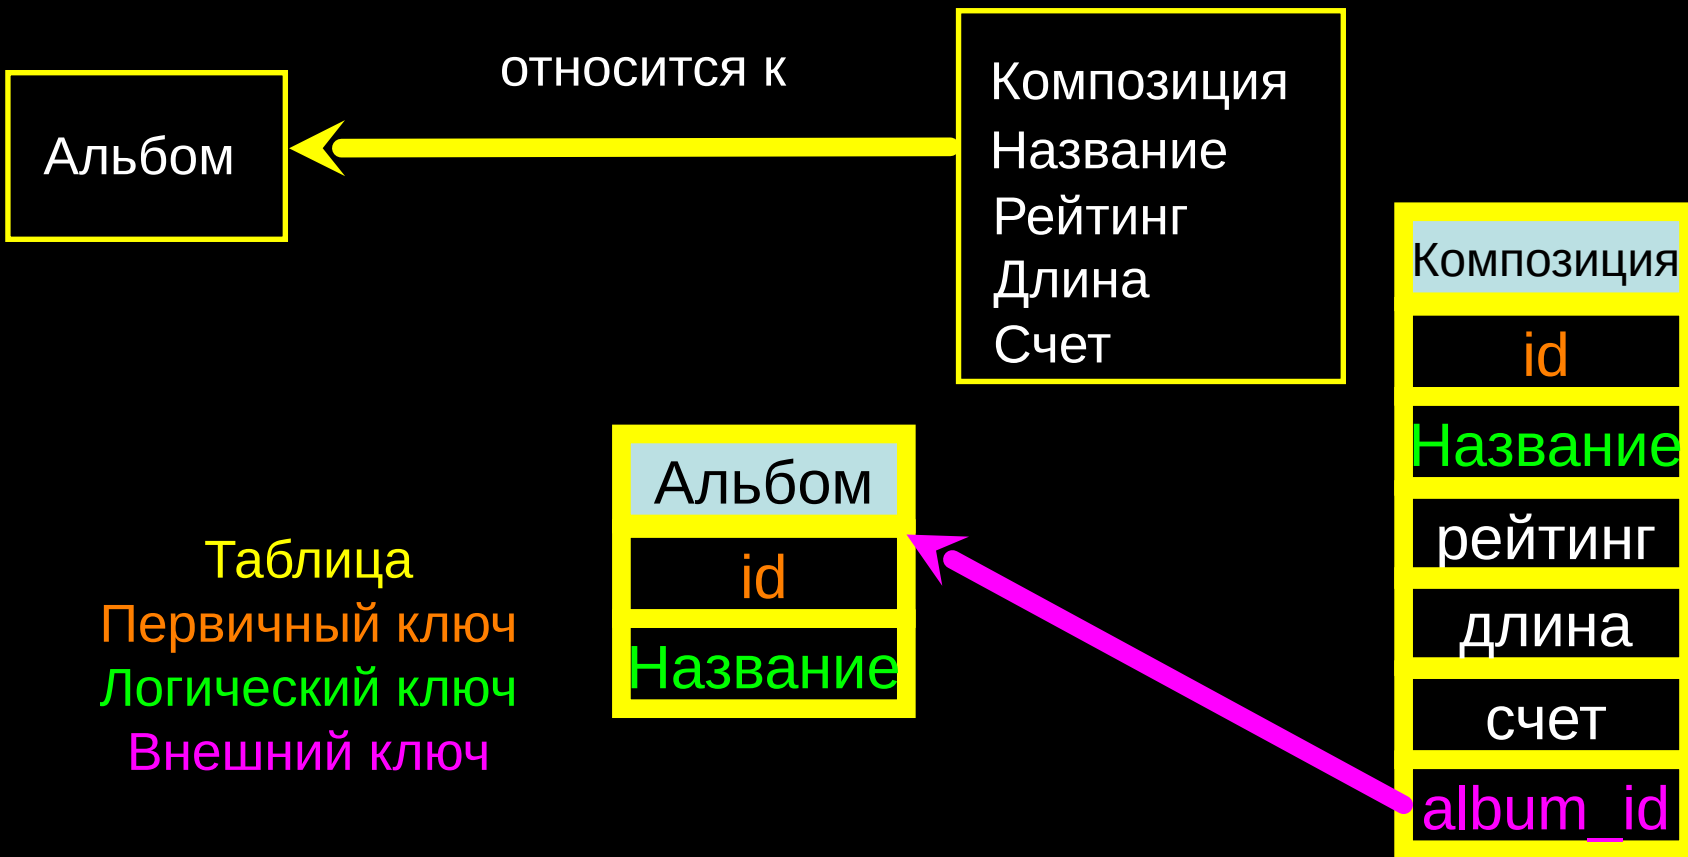 относится к
Альбом
Композиция
Название
Рейтинг
Длина
Счет
Композиция
id
Название
рейтинг
длина
счет
album_id
Альбом
id
Название
Таблица
Первичный ключ
Логический ключ
Внешний ключ